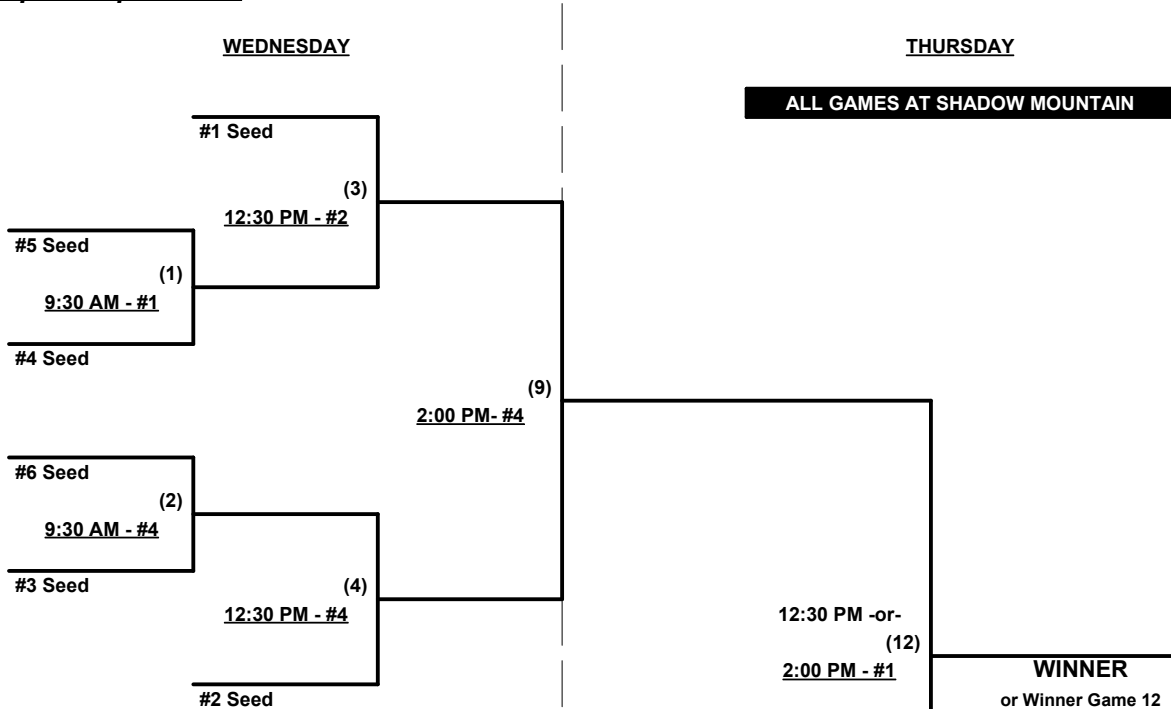 WEDNESDAY
THURSDAY
ALL GAMES AT SHADOW MOUNTAIN
#1 Seed
(3)
12:30 PM - #2
#5 Seed
(1)
9:30 AM - #1
#4 Seed
(9)
2:00 PM- #4
#6 Seed
(2)
9:30 AM - #4
#3 Seed
(4)
12:30 PM - #4
12:30 PM -or-
(12)
2:00 PM - #1
WINNER
#2 Seed
or Winner Game 12